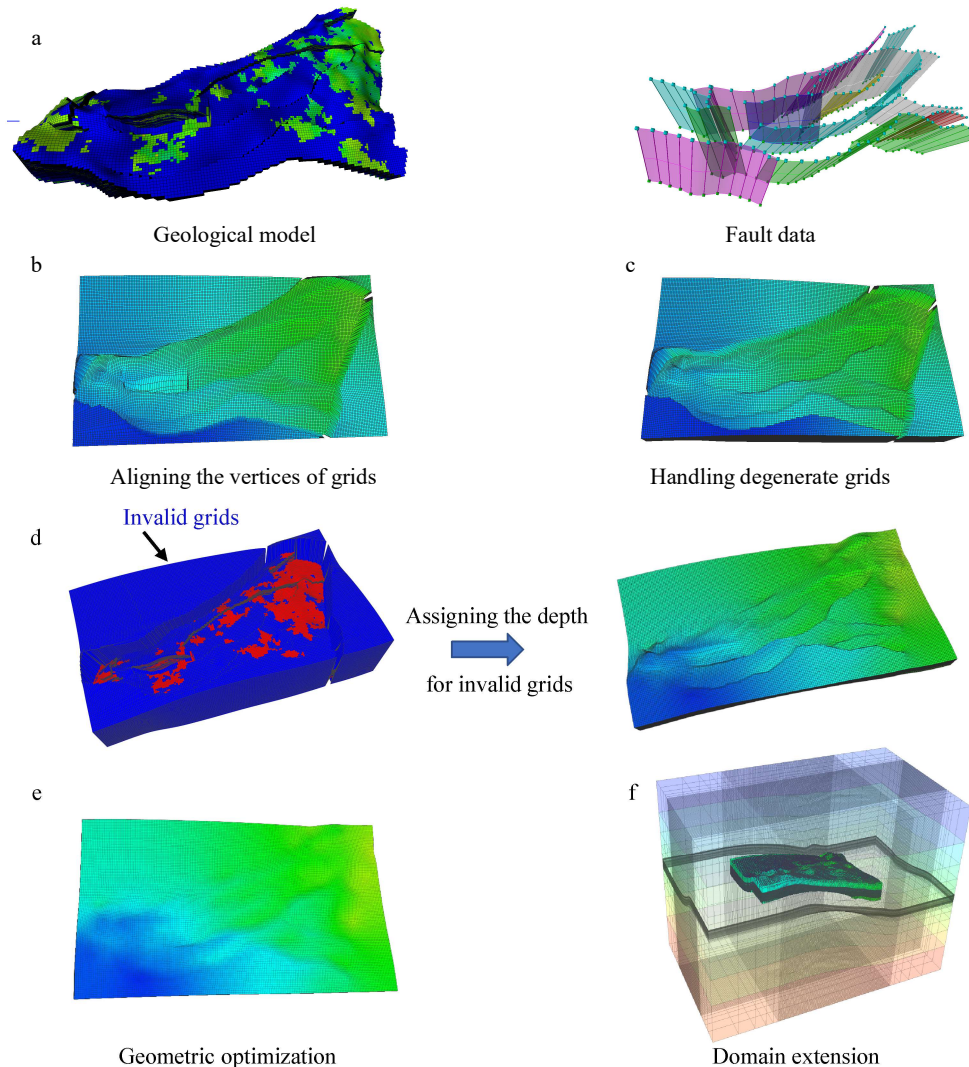 a
Geological model
Fault data
b
c
Aligning the vertices of grids
Handling degenerate grids
d
Invalid grids
Assigning the depth
for invalid grids
e
f
Geometric optimization
Domain extension